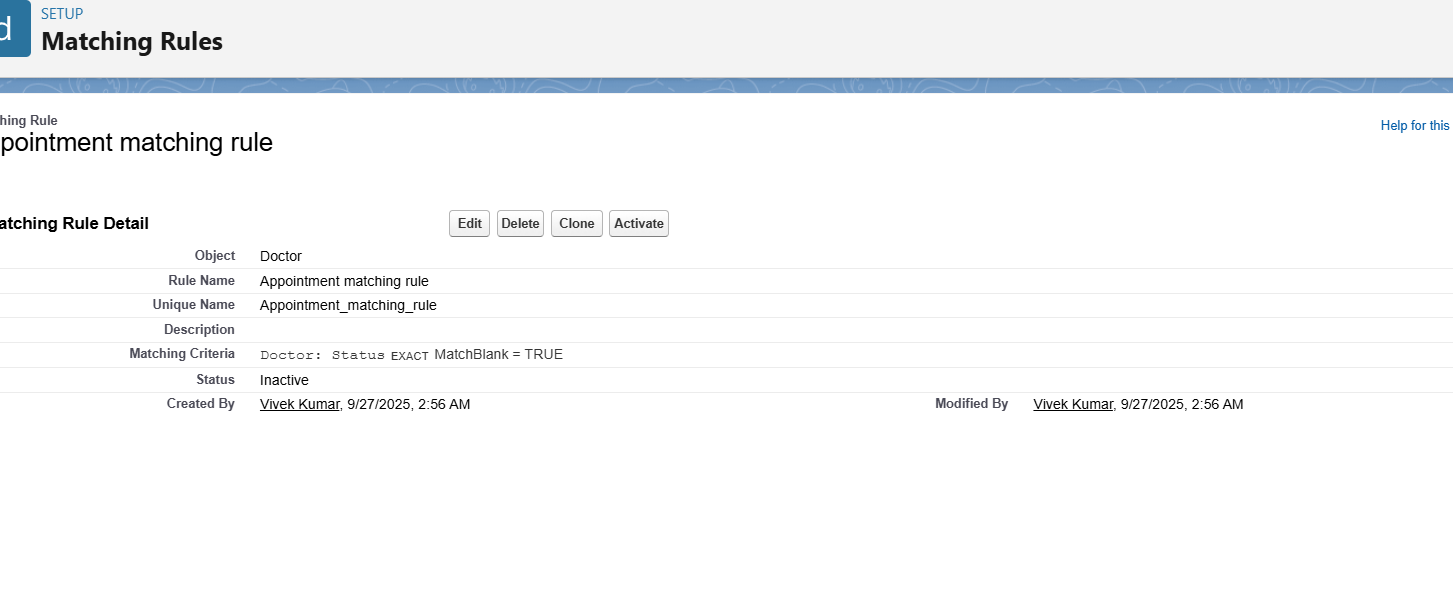 d
SETUP
Matching Rules
hing Rule
pointment matching rule
Help for this
atching Rule Detail
Edit Delete Clone Activate
Object Doctor
Rule Name Appointment matching rule
Unique Name Appointment_matching_rule
Description
Matching Criteria Doctor: Status EXACT MatchBlank = TRUE
Status Inactive
Created By Vivek Kumar, 9/27/2025, 2:56 AM Modified By Vivek Kumar, 9/27/2025, 2:56 AM